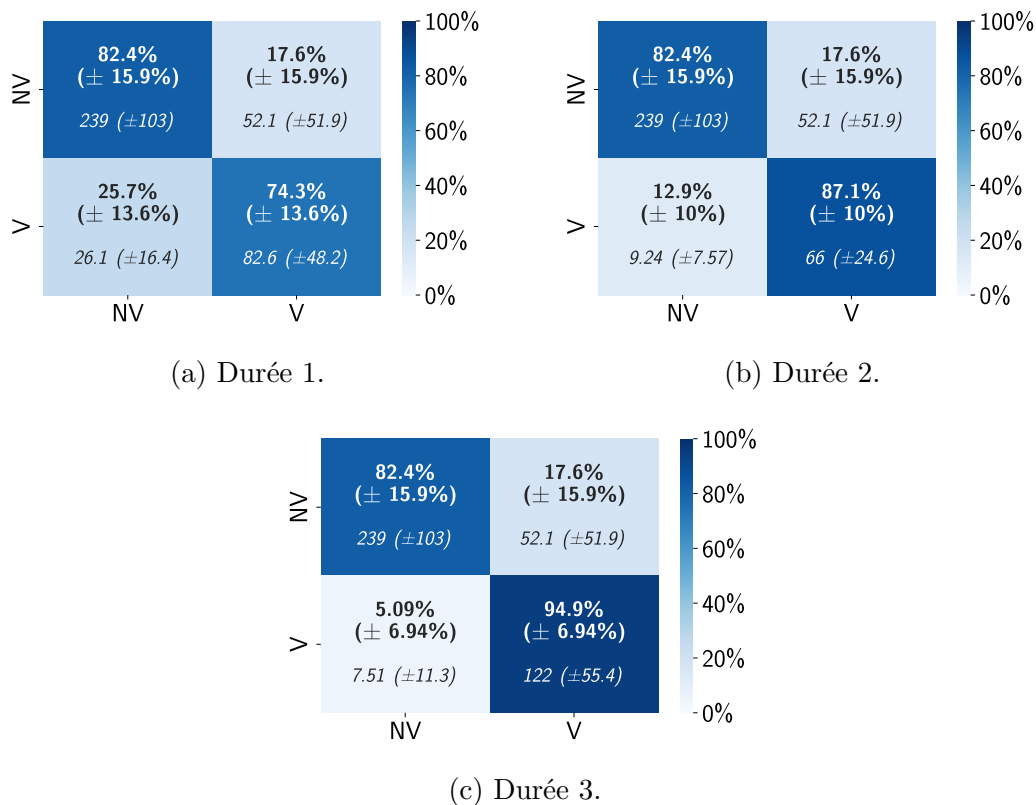 100%
82.4% 17.6%
(± 15.9%) (± 15.9%)
80%
NV
239 (±103) 52.1 (±51.9)
60%
25.7% 74.3%
40%
(± 13.6%) (± 13.6%)
V
20%
26.1 (±16.4) 82.6 (±48.2)
0%
NV V
(a) Durée 1.
100%
82.4% 17.6%
(± 15.9%) (± 15.9%)
80%
NV
239 (±103) 52.1 (±51.9)
60%
12.9% 87.1%
40%
(± 10%) (± 10%)
V
20%
9.24 (±7.57) 66 (±24.6)
0%
NV V
(b) Durée 2.
100%
82.4% 17.6%
(± 15.9%) (± 15.9%)
80%
NV
239 (±103) 52.1 (±51.9)
60%
5.09% 94.9%
40%
(± 6.94%) (± 6.94%)
V
20%
7.51 (±11.3) 122 (±55.4)
0%
NV V
(c) Durée 3.